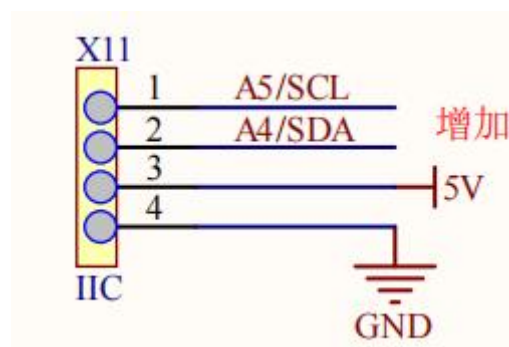 X11
1 A5/SCL
2 A4/SDA
增加
3 5V
4
IIC
GND